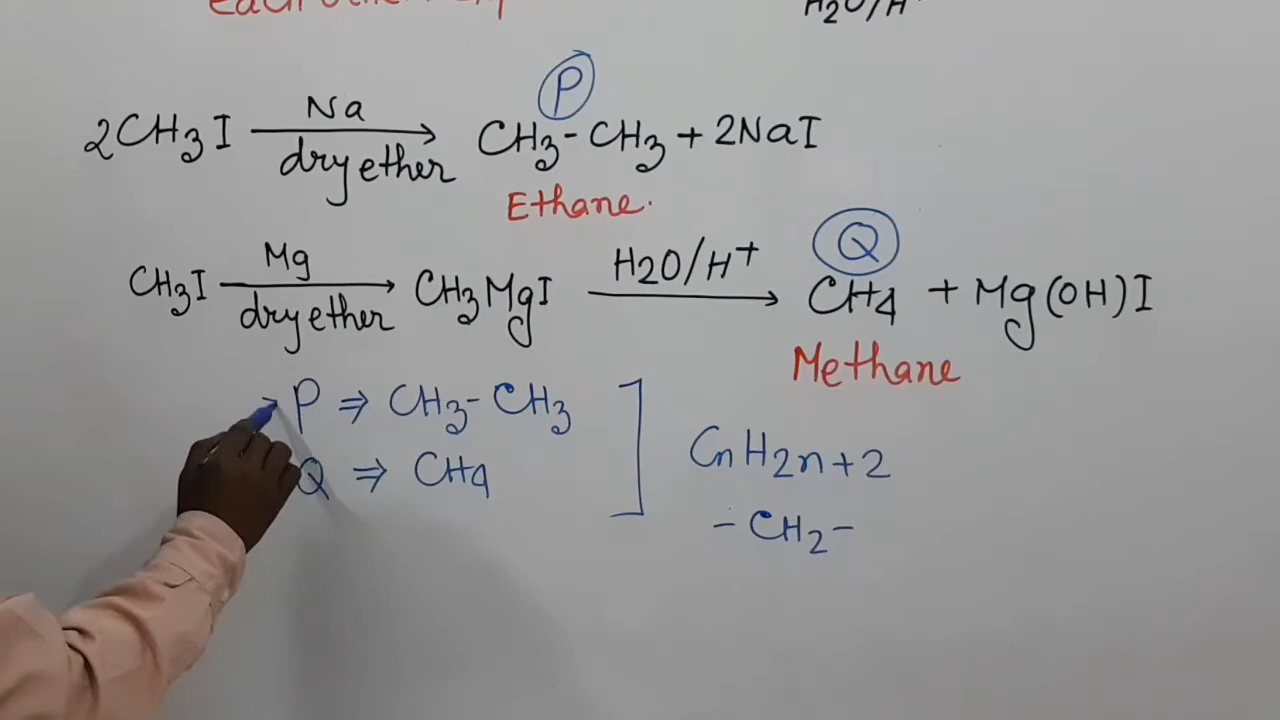 H2O/H
Na
2CH3I → CH3-CH3 + 2NaI
dry ether
P
Ethane.
Mg
CH3I → CH3MgI
dry ether
H2O/H+
→ CH4 + Mg(OH)I
Q
Methane
P ⇒ CH3-CH3
Q ⇒ CH4
CnH2n+2
-CH2-